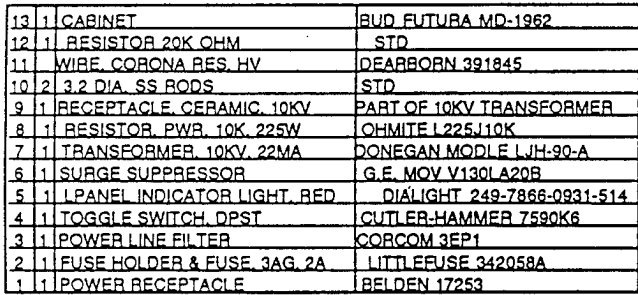 13 1 CABINET BUD FUTURA MD-1962
12 1 RESISTOR 20K OHM STD
11 WIRE, CORONA RES, HV DEARBORN 391845
10 2 3.2 DIA. SS RODS STD
9 1 RECEPTACLE, CERAMIC, 10KV PART OF 10KV TRANSFORMER
8 1 RESISTOR, PWR, 10K, 225W OHMITE L225J10K
7 1 TRANSFORMER, 10KV, 22MA DONEGAN MODLE LJH-90-A
6 1 SURGE SUPPRESSOR G.E. MOV V130LA20B
5 1 LPANEL INDICATOR LIGHT, RED DIALIGHT 249-7866-0931-514
4 1 TOGGLE SWITCH, DPST CUTLER-HAMMER 7590K6
3 1 POWER LINE FILTER CORCOM 3EP1
2 1 FUSE HOLDER & FUSE, 3AG, 2A LITTLEFUSE 342058A
1 1 POWER RECEPTACLE BELDEN 17253